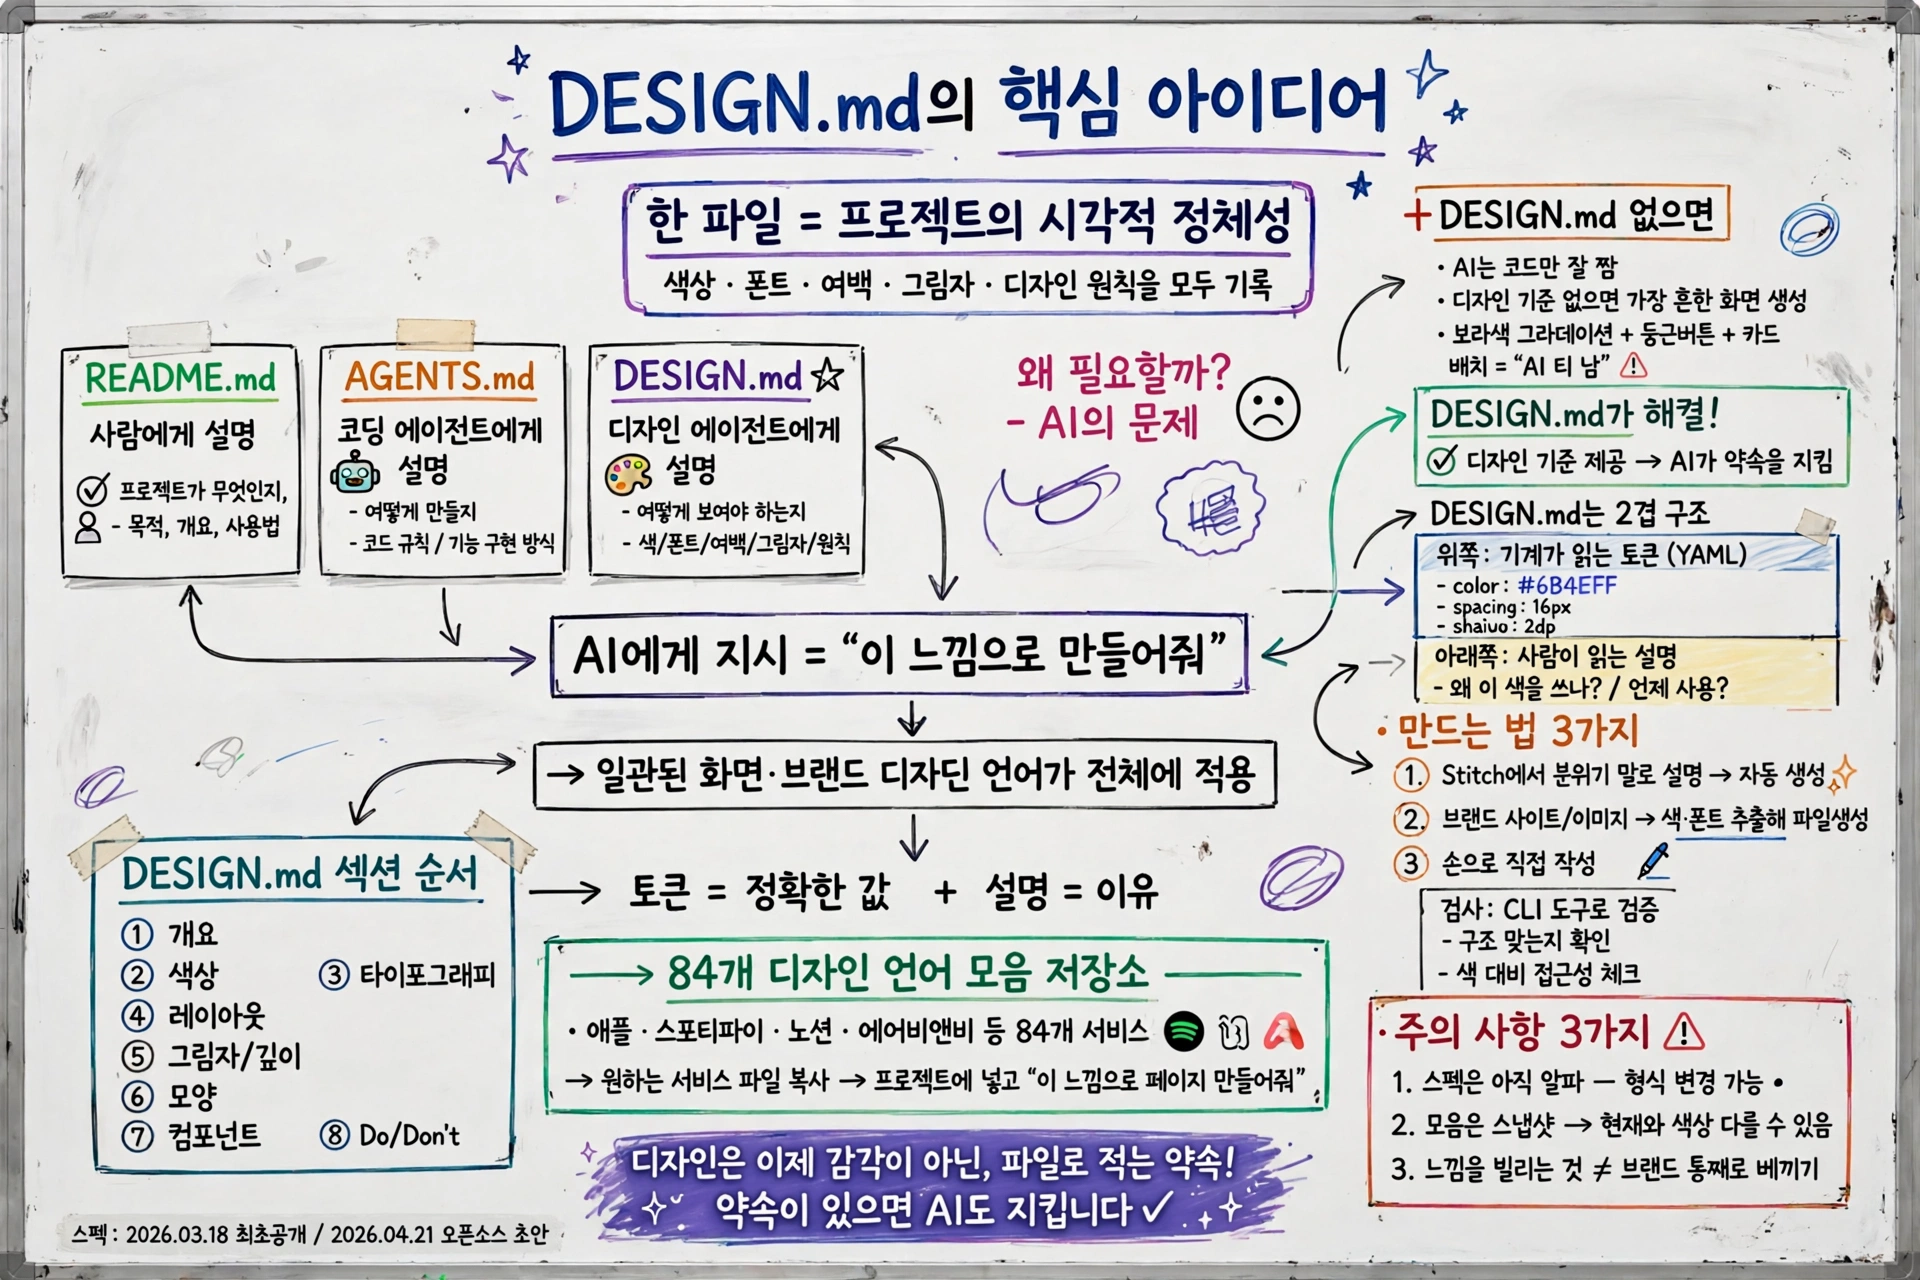 DESIGN.md의 핵심 아이디어
한 파일 = 프로젝트의 시각적 정체성
색상 · 폰트 · 여백 · 그림자 · 디자인 원칙을 모두 기록
README.md
사람에게 설명
프로젝트가 무엇인지,
- 목적, 개요, 사용법
AGENTS.md
코딩 에이전트에게
설명
- 어떻게 만들지
- 코드 규칙 / 기능 구현 방식
DESIGN.md
디자인 에이전트에게
설명
- 어떻게 보여야 하는지
- 색/폰트/여백/그림자/원칙
왜 필요할까?
- AI의 문제
+ DESIGN.md 없으면
· AI는 코드만 잘 짬
· 디자인 기준 없으면 가장 흔한 화면 생성
· 보라색 그라데이션 + 둥근버튼 + 카드
배치 = “AI 티 남”
DESIGN.md가 해결!
디자인 기준 제공 → AI가 약속을 지킴
DESIGN.md는 2겹 구조
위쪽 : 기계가 읽는 토큰 (YAML)
- color : #6B4EFF
- spacing : 16px
- shaiuo : 2dp
아래쪽 : 사람이 읽는 설명
- 왜 이 색을 쓰나? / 언제 사용?
AI에게 지시 = “이 느낌으로 만들어줘”
→ 일관된 화면·브랜드 디자딘 언어가 전체에 적용
토큰 = 정확한 값 + 설명 = 이유
· 만드는 법 3가지
1. Stitch에서 분위기 말로 설명 → 자동 생성
2. 브랜드 사이트/이미지 → 색·폰트 추출해 파일생성
3 손으로 직접 작성
검사 : CLI 도구로 검증
- 구조 맞는지 확인
- 색 대비 접근성 체크
DESIGN.md 섹션 순서
① 개요
② 색상 ③ 타이포그래피
④ 레이아웃
⑤ 그림자/깊이
⑥ 모양
⑦ 컴포넌트 ⑧ Do/Don't
→ 84개 디자인 언어 모음 저장소
· 애플 · 스포티파이 · 노션 · 에어비앤비 등 84개 서비스
→ 원하는 서비스 파일 복사 → 프로젝트에 넣고 “이 느낌으로 페이지 만들어줘”
· 주의 사항 3가지
1. 스펙은 아직 알파 — 형식 변경 가능 •
2. 모음은 스냅샷 → 현재와 색상 다를 수 있음
3. 느낌을 빌리는 것 ≠ 브랜드 통째로 베끼기
디자인은 이제 감각이 아닌, 파일로 적는 약속!
약속이 있으면 AI도 지킵니다 ✓
스펙 : 2026.03.18 최초공개 / 2026.04.21 오픈소스 초안